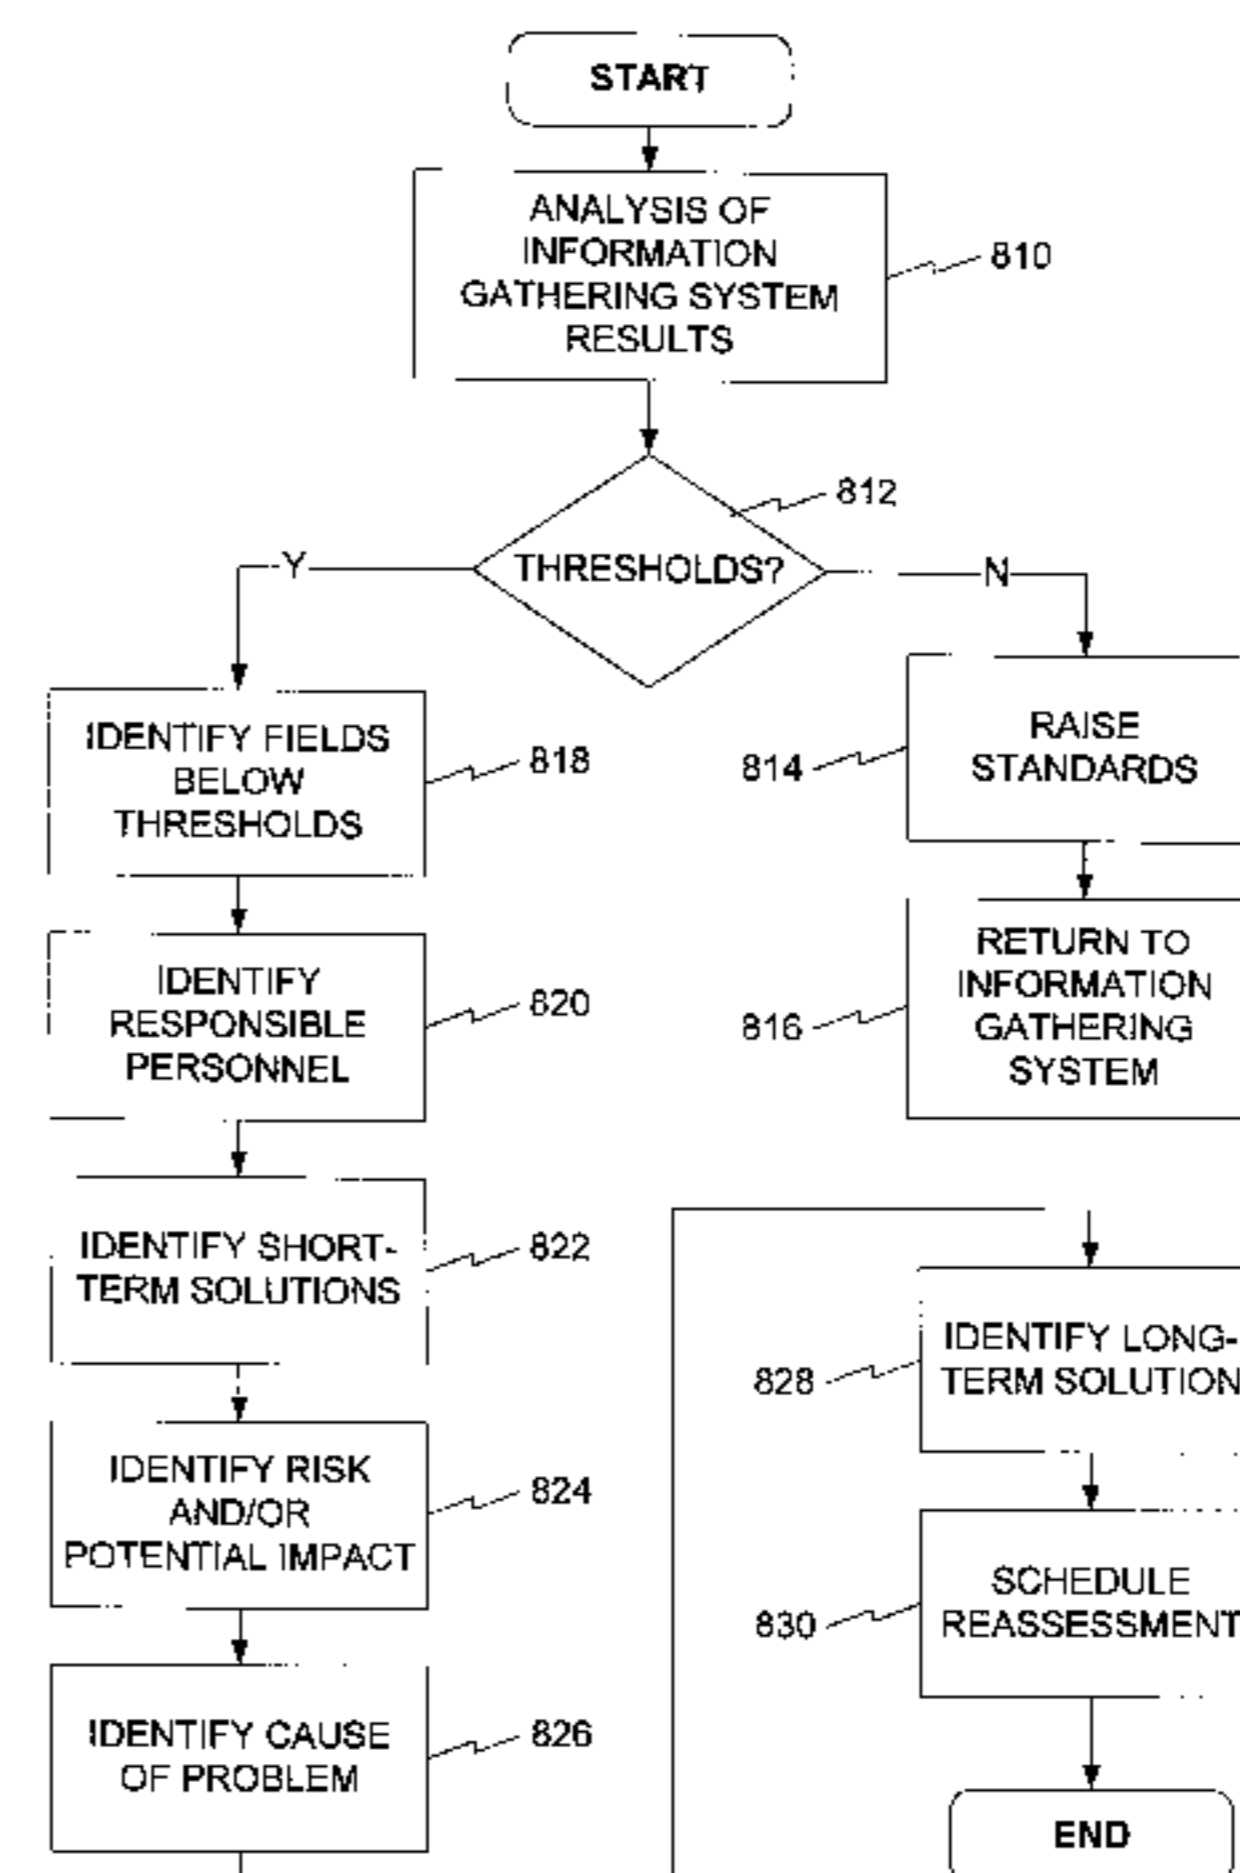 START
ANALYSIS OF
INFORMATION
GATHERING SYSTEM
RESULTS
810
812
THRESHOLDS?
Y
N
IDENTIFY FIELDS
BELOW
THRESHOLDS
818
RAISE
STANDARDS
814
IDENTIFY
RESPONSIBLE
PERSONNEL
820
RETURN TO
INFORMATION
GATHERING
SYSTEM
816
IDENTIFY SHORT-
TERM SOLUTIONS
822
IDENTIFY RISK
AND/OR
POTENTIAL IMPACT
824
IDENTIFY CAUSE
OF PROBLEM
826
IDENTIFY LONG-
TERM SOLUTION
828
SCHEDULE
REASSESSMENT
830
END